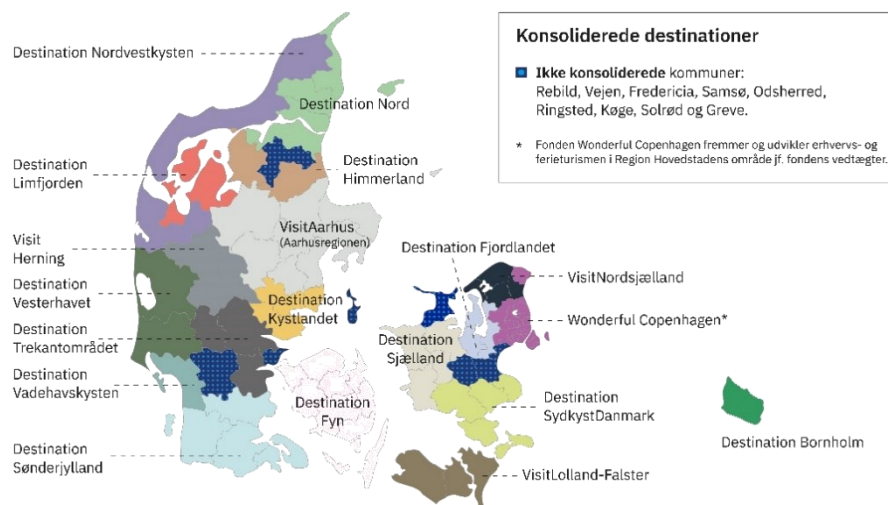 Destination Nordvestkysten
Destination Nord
Destination
Limfjorden
Destination
Himmerland
VisitAarhus
(Aarhusregionen)
Visit
Herning
Destination
Vesterhavet
Destination
Kystlandet
Destination
Trekantområdet
Destination
Vadehavskysten
Destination
Fyn
Destination
Sønderjylland
Konsoliderede destinationer
Ikke konsoliderede kommuner:
Rebild, Vejen, Fredericia, Samsø, Odsherred,
Ringsted, Køge, Solrød og Greve.
* Fonden Wonderful Copenhagen fremmer og udvikler erhvervs- og
ferieturismen i Region Hovedstadens område jf. fondens vedtægter.
Destination Fjordlandet
VisitNordsjælland
Wonderful Copenhagen*
Destination
Sjælland
Destination
SydkystDanmark
Destination Bornholm
VisitLolland-Falster